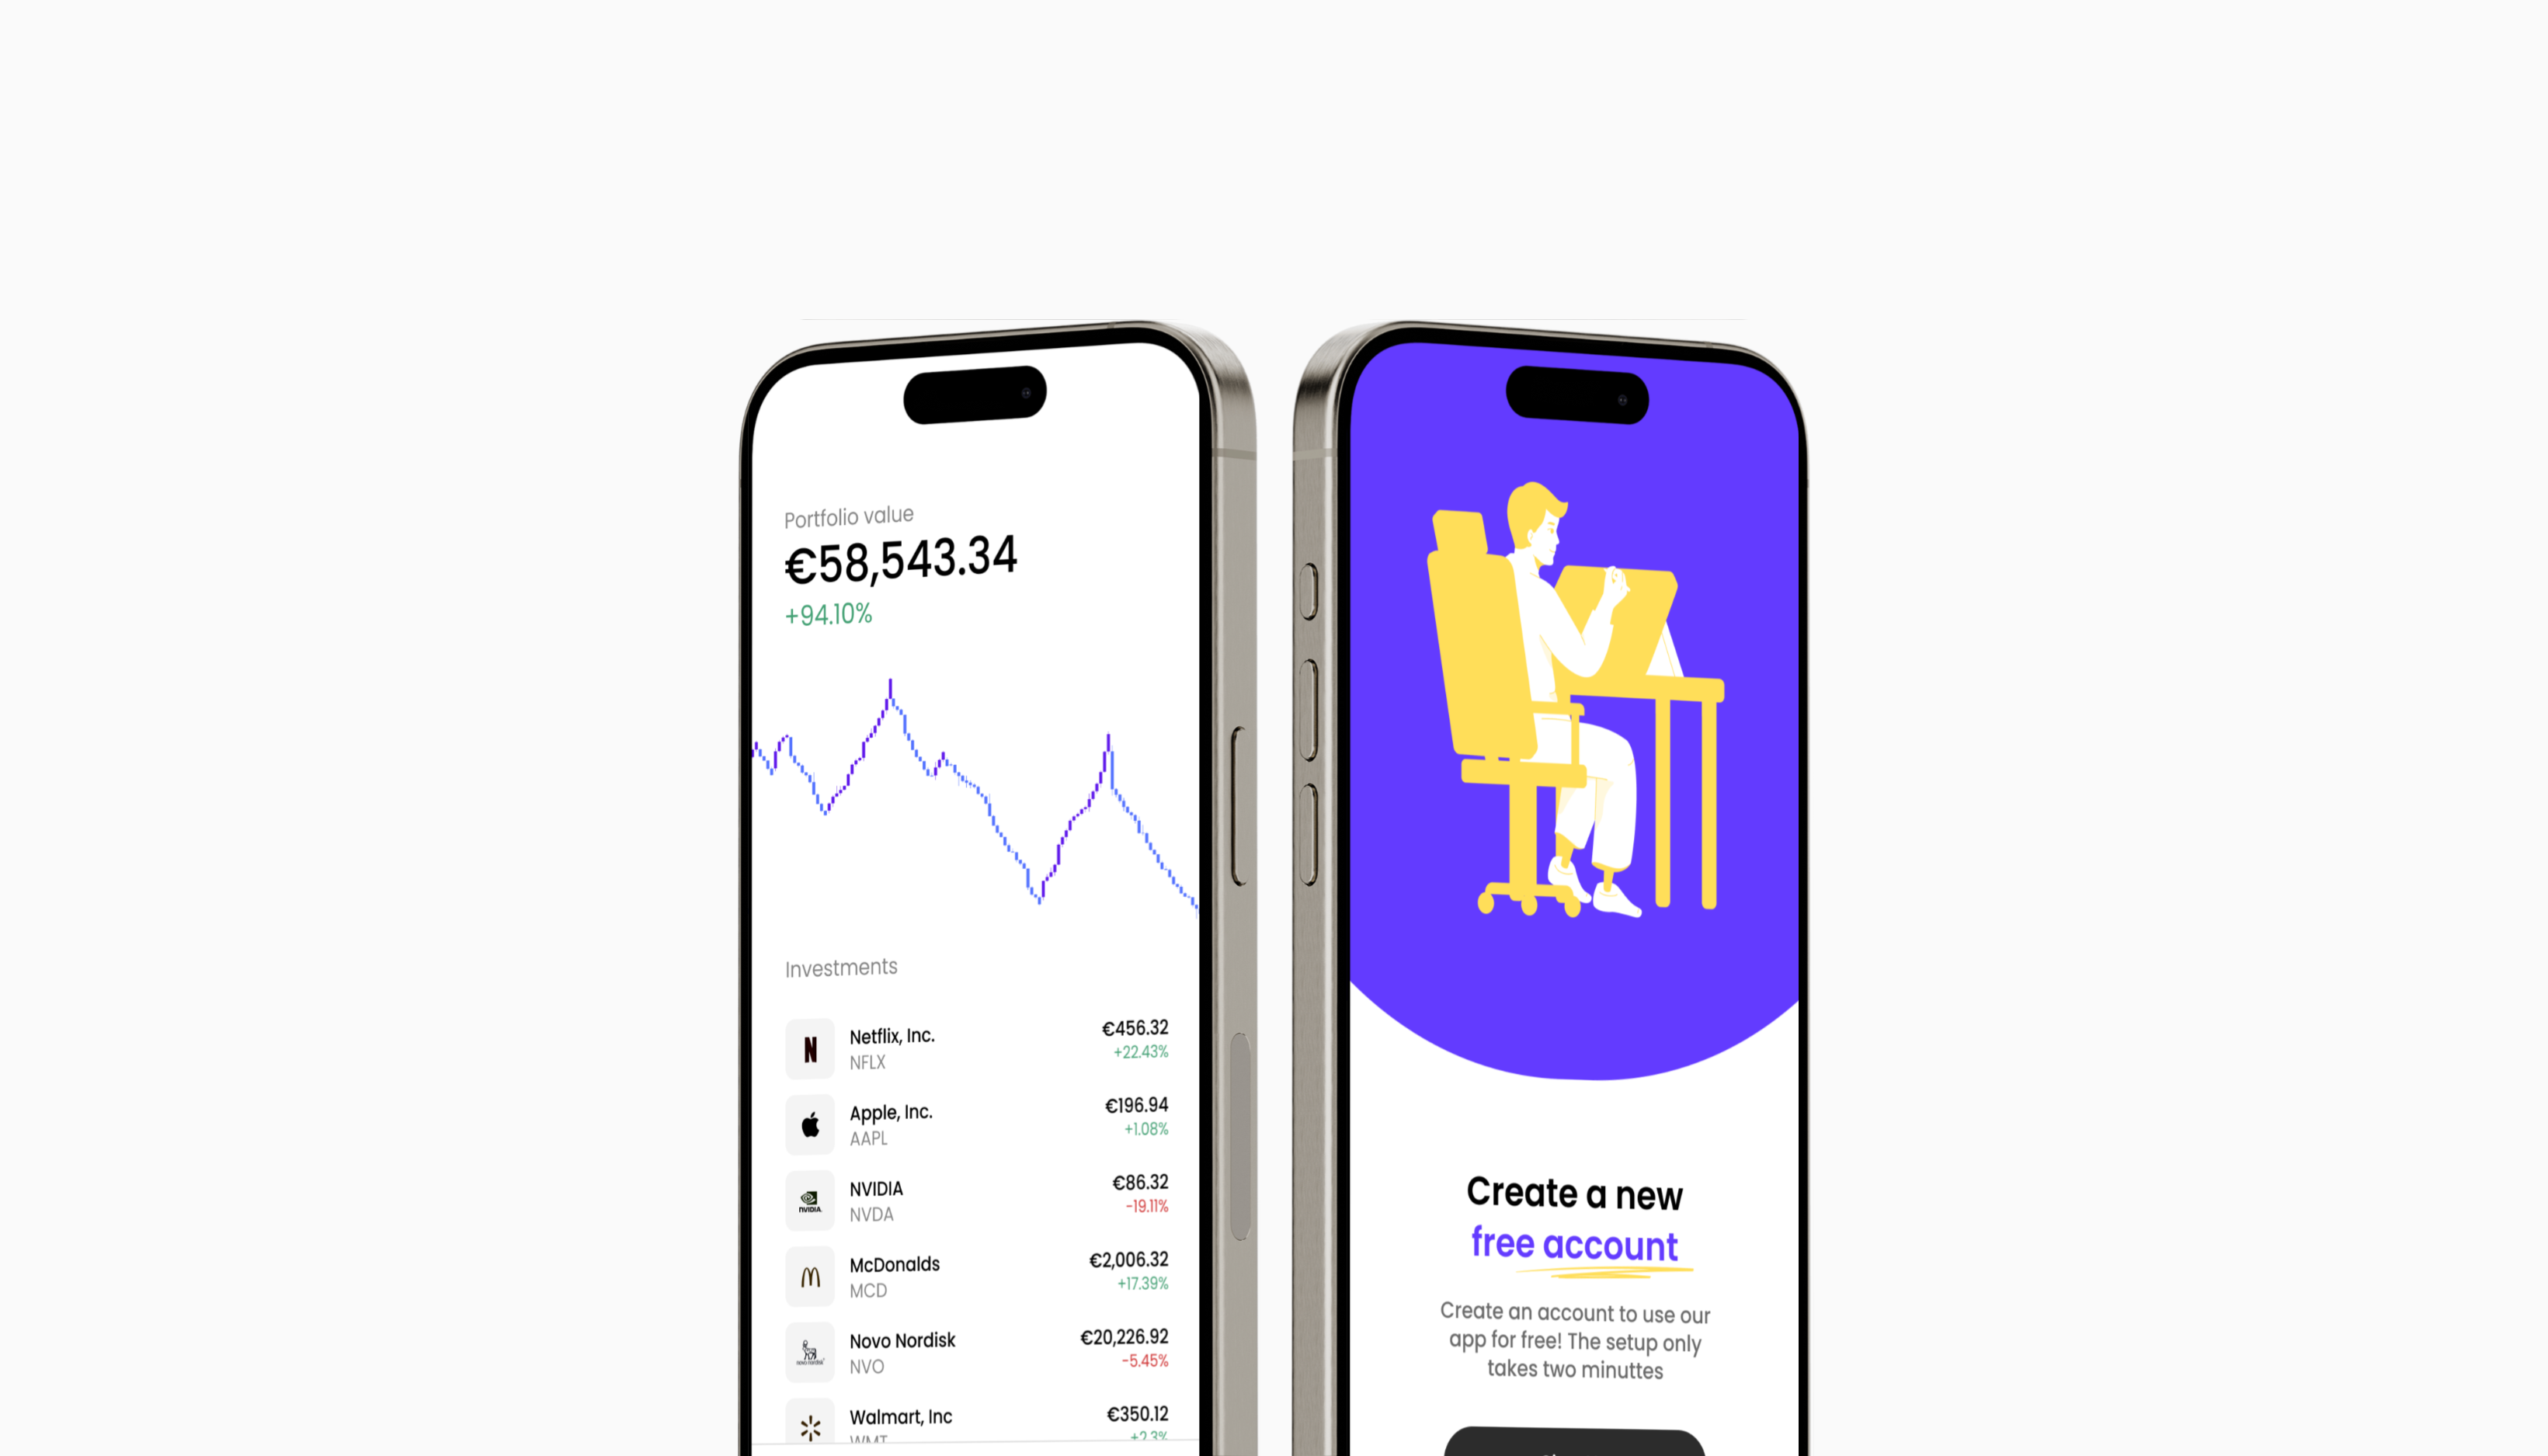 Portfolio value
€58,543.34
+94.10%
Investments
Netflix, Inc.
NFLX
€456.32
+22.43%
Apple, Inc.
AAPL
€196.94
+1.08%
NVIDIA
NVDA
€86.32
-19.11%
McDonalds
MCD
€2,006.32
+17.39%
Novo Nordisk
NVO
€20,226.92
-5.45%
Walmart, Inc
WMT
€350.12
+2.3%
N
nVIDIA.
novo nordisk
Create a new
free account
Create an account to use our
app for free! The setup only
takes two minuttes